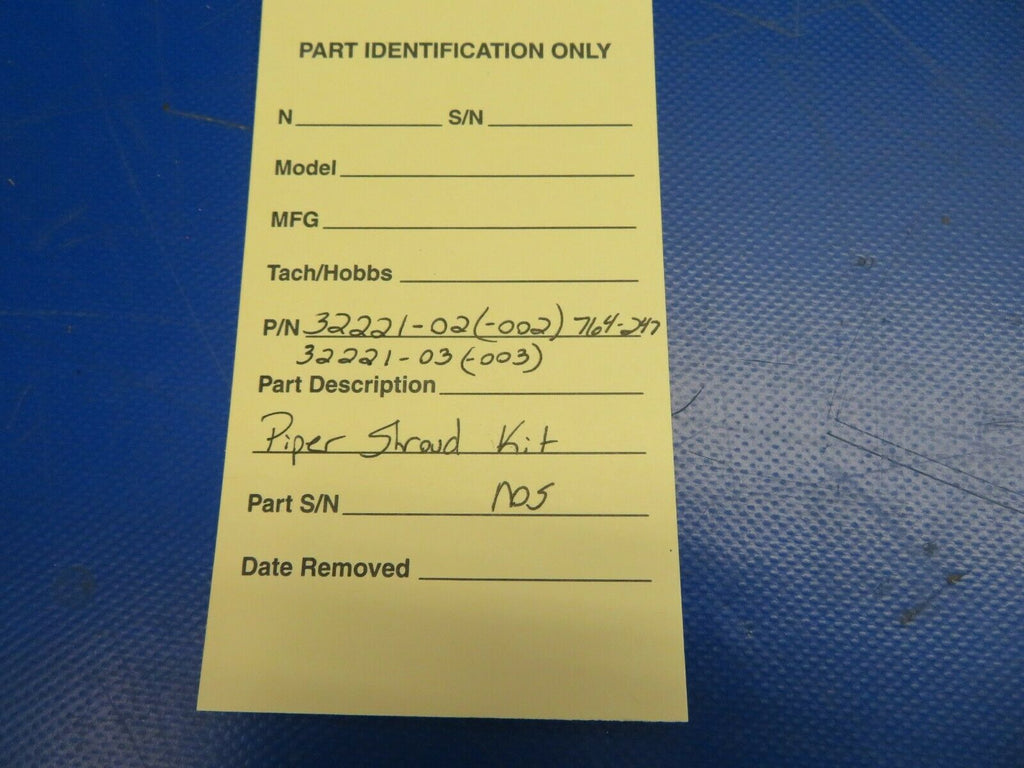 PART IDENTIFICATION ONLY
N S/N
Model
MFG
Tach/Hobbs
P/N 32221-02(-002) 764-247
32221-03(-003)
Part Description
Piper Shroud Kit
Part S/N NOS
Date Removed